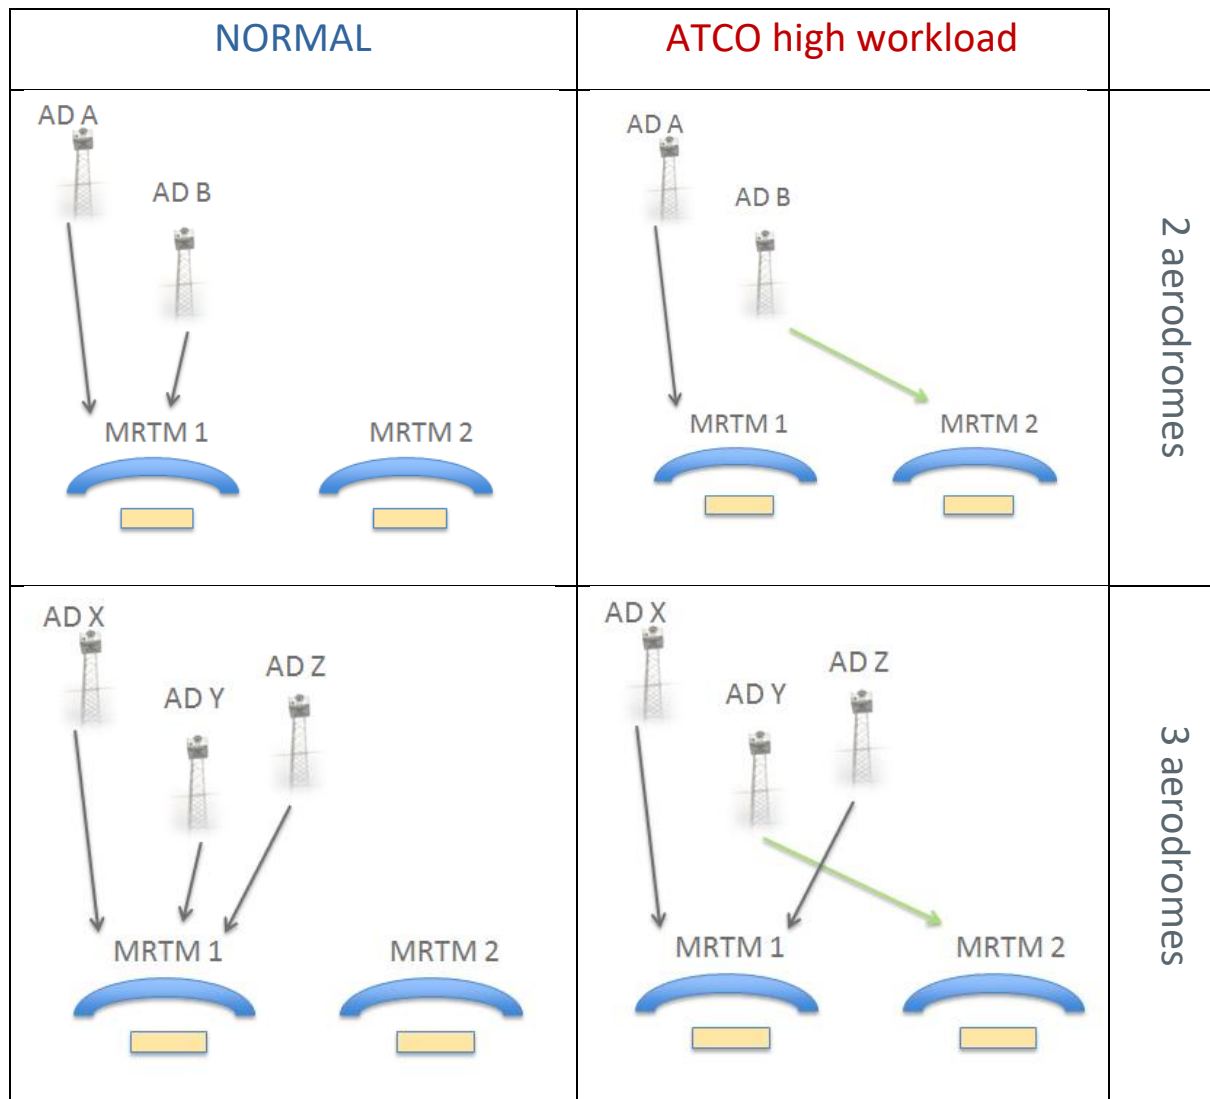 NORMAL
ATCO high workload
AD A
AD B
MRTM 1
MRTM 2
AD A
AD B
MRTM 1
MRTM 2
2 aerodromes
AD X
AD Y
AD Z
MRTM 1
MRTM 2
AD X
AD Y
AD Z
MRTM 1
MRTM 2
3 aerodromes